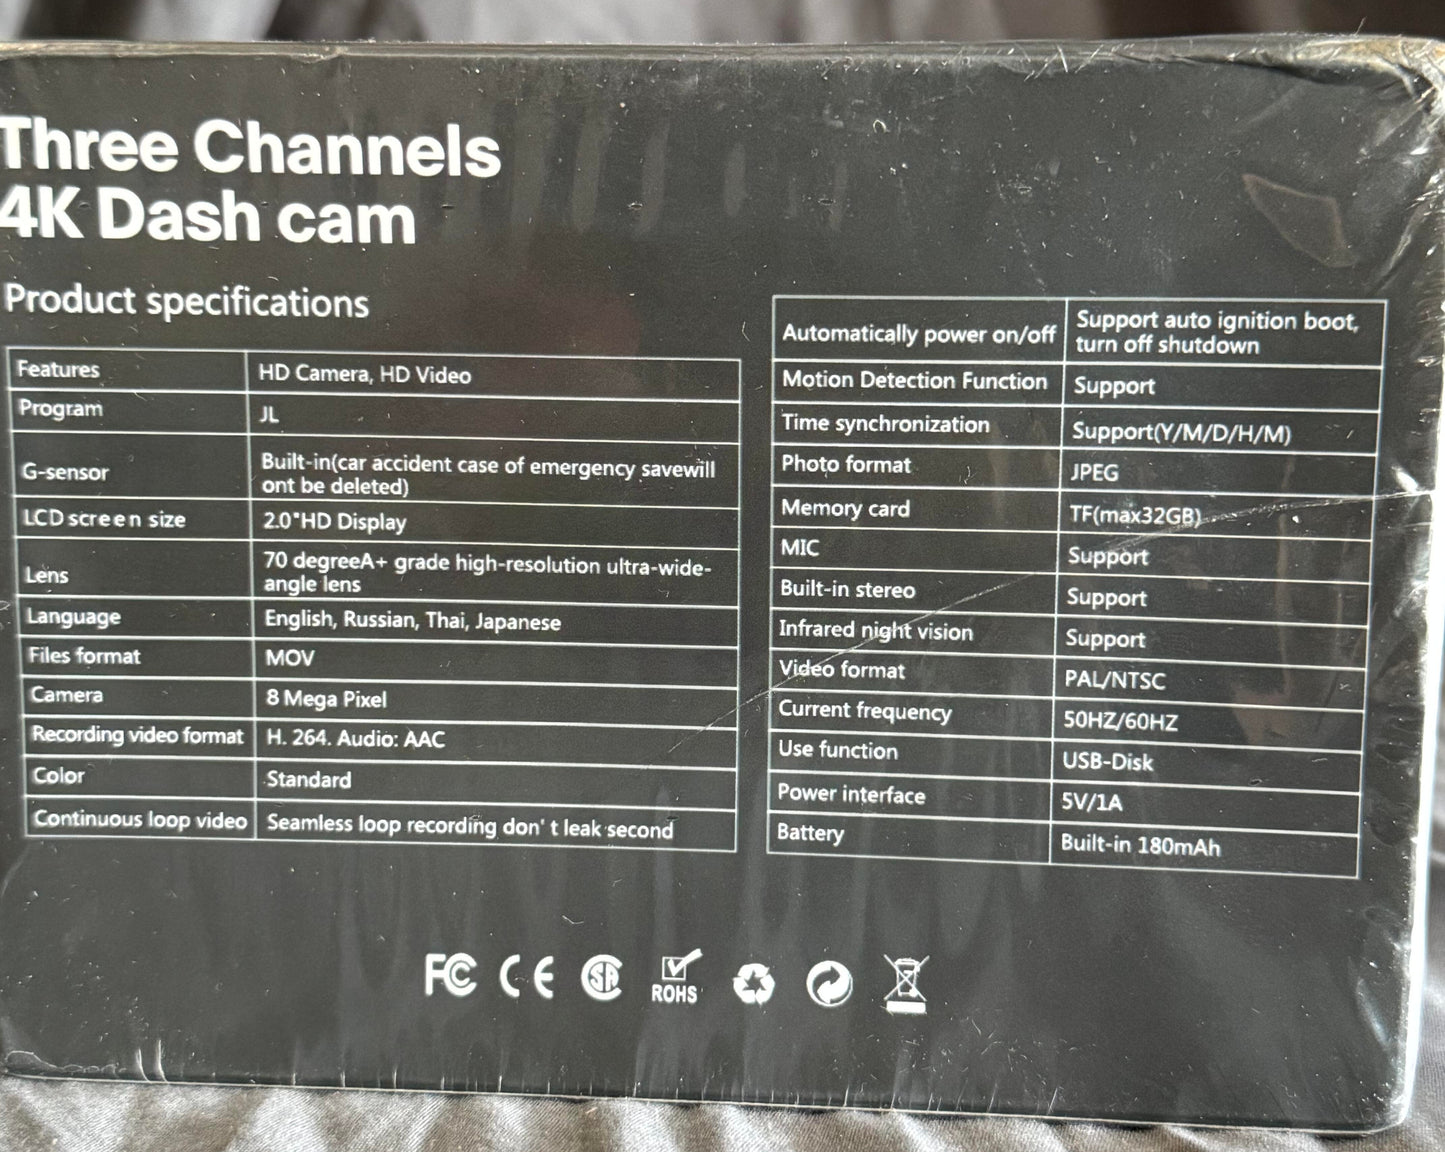 Three Channels
4K Dash cam
Product specifications
Features HD Camera, HD Video
Program JL
G-sensor Built-in(car accident case of emergency savewill
ont be deleted)
LCD screen size 2.0"HD Display
Lens 70 degreeA+ grade high-resolution ultra-wide-
angle lens
Language English, Russian, Thai, Japanese
Files format MOV
Camera 8 Mega Pixel
Recording video format H. 264. Audio: AAC
Color Standard
Continuous loop video Seamless loop recording don' t leak second
Automatically power on/off Support auto ignition boot,
turn off shutdown
Motion Detection Function Support
Time synchronization Support(Y/M/D/H/M)
Photo format JPEG
Memory card TF(max32GB)
MIC Support
Built-in stereo Support
Infrared night vision Support
Video format PAL/NTSC
Current frequency 50HZ/60HZ
Use function USB-Disk
Power interface 5V/1A
Battery Built-in 180mAh
FC CE SA ROHS